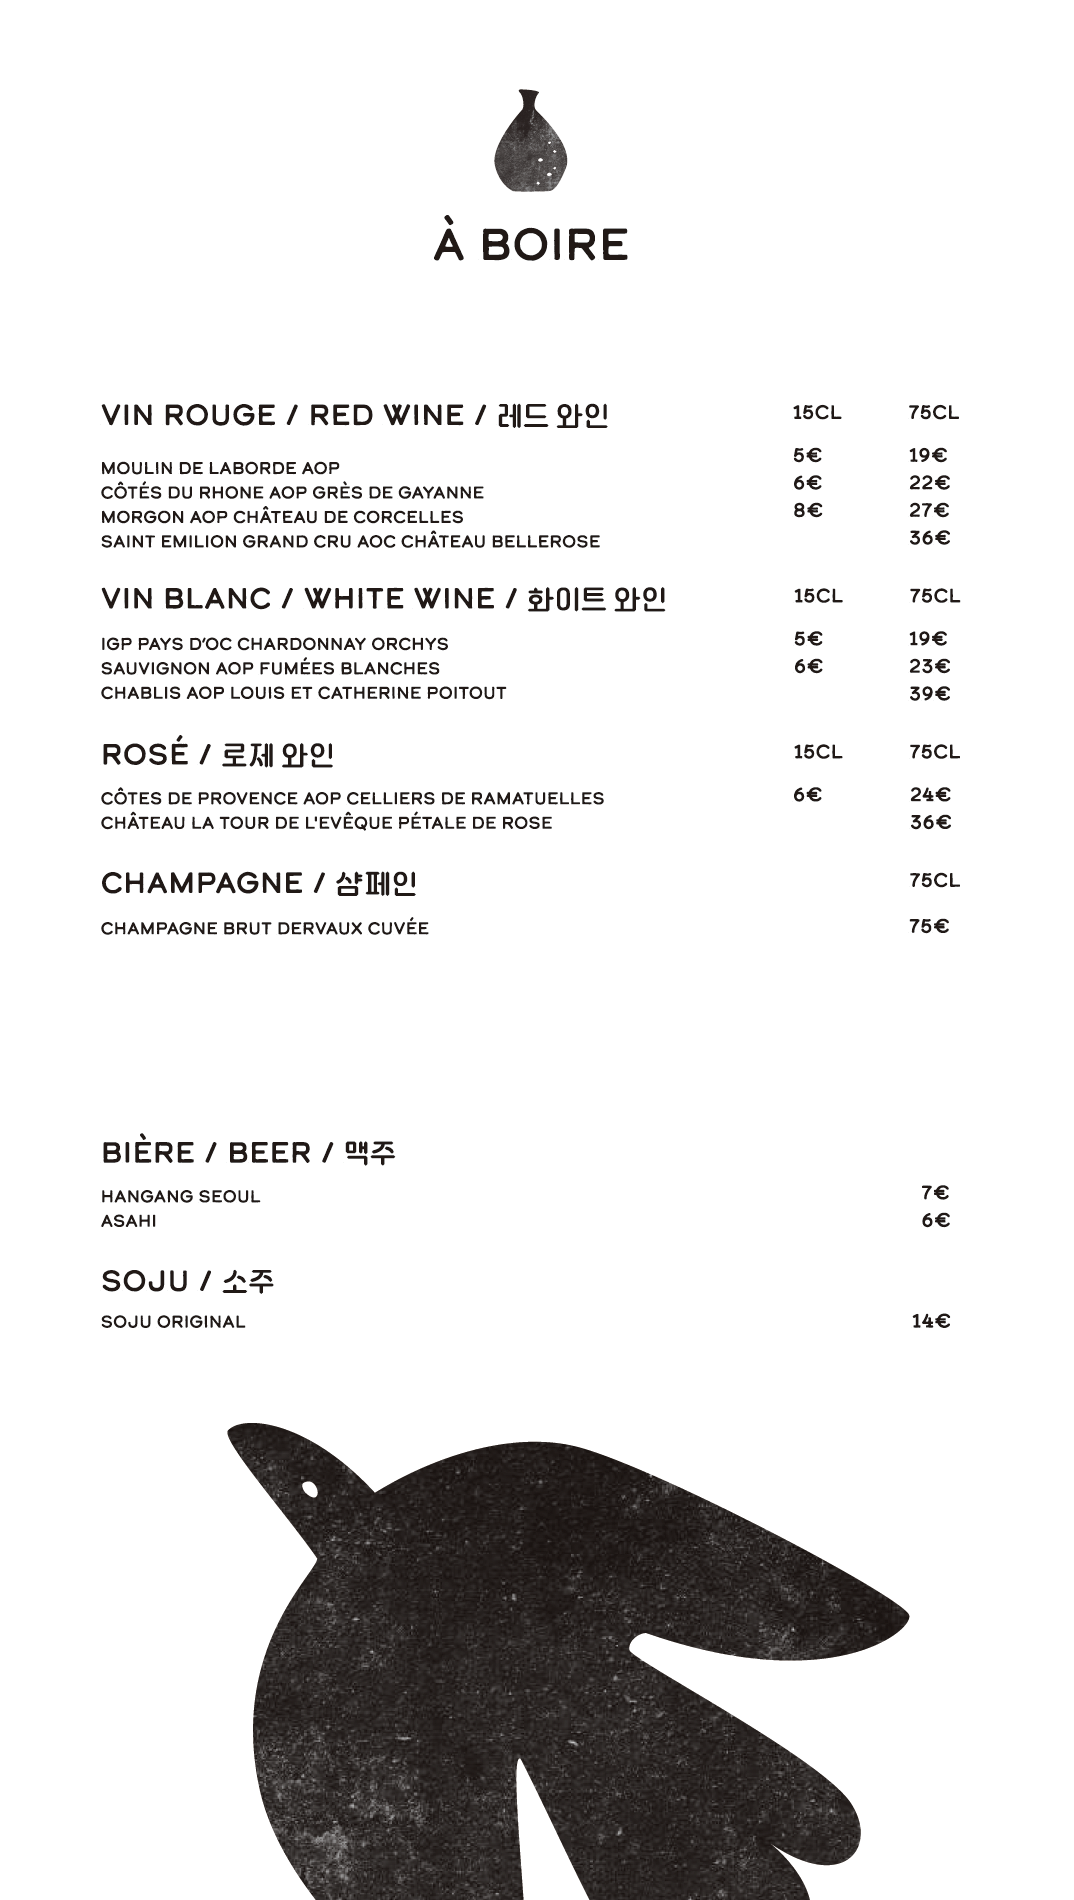 À BOIRE
VIN ROUGE / RED WINE / 레드 와인 15CL 75CL
MOULIN DE LABORDE AOP 5€ 19€
CÔTÉS DU RHONE AOP GRÈS DE GAYANNE 6€ 22€
MORGON AOP CHÂTEAU DE CORCELLES 8€ 27€
SAINT EMILION GRAND CRU AOC CHÂTEAU BELLEROSE 36€
VIN BLANC / WHITE WINE / 화이트 와인 15CL 75CL
IGP PAYS D'OC CHARDONNAY ORCHYS 5€ 19€
SAUVIGNON AOP FUMÉES BLANCHES 6€ 23€
CHABLIS AOP LOUIS ET CATHERINE POITOUT 39€
ROSÉ / 로제 와인 15CL 75CL
CÔTES DE PROVENCE AOP CELLIERS DE RAMATUELLES 6€ 24€
CHÂTEAU LA TOUR DE L'EVÊQUE PÉTALE DE ROSE 36€
CHAMPAGNE / 샴페인 75CL
CHAMPAGNE BRUT DERVAUX CUVÉE 75€
BIÈRE / BEER / 맥주
HANGANG SEOUL 7€
ASAHI 6€
SOJU / 소주
SOJU ORIGINAL 14€